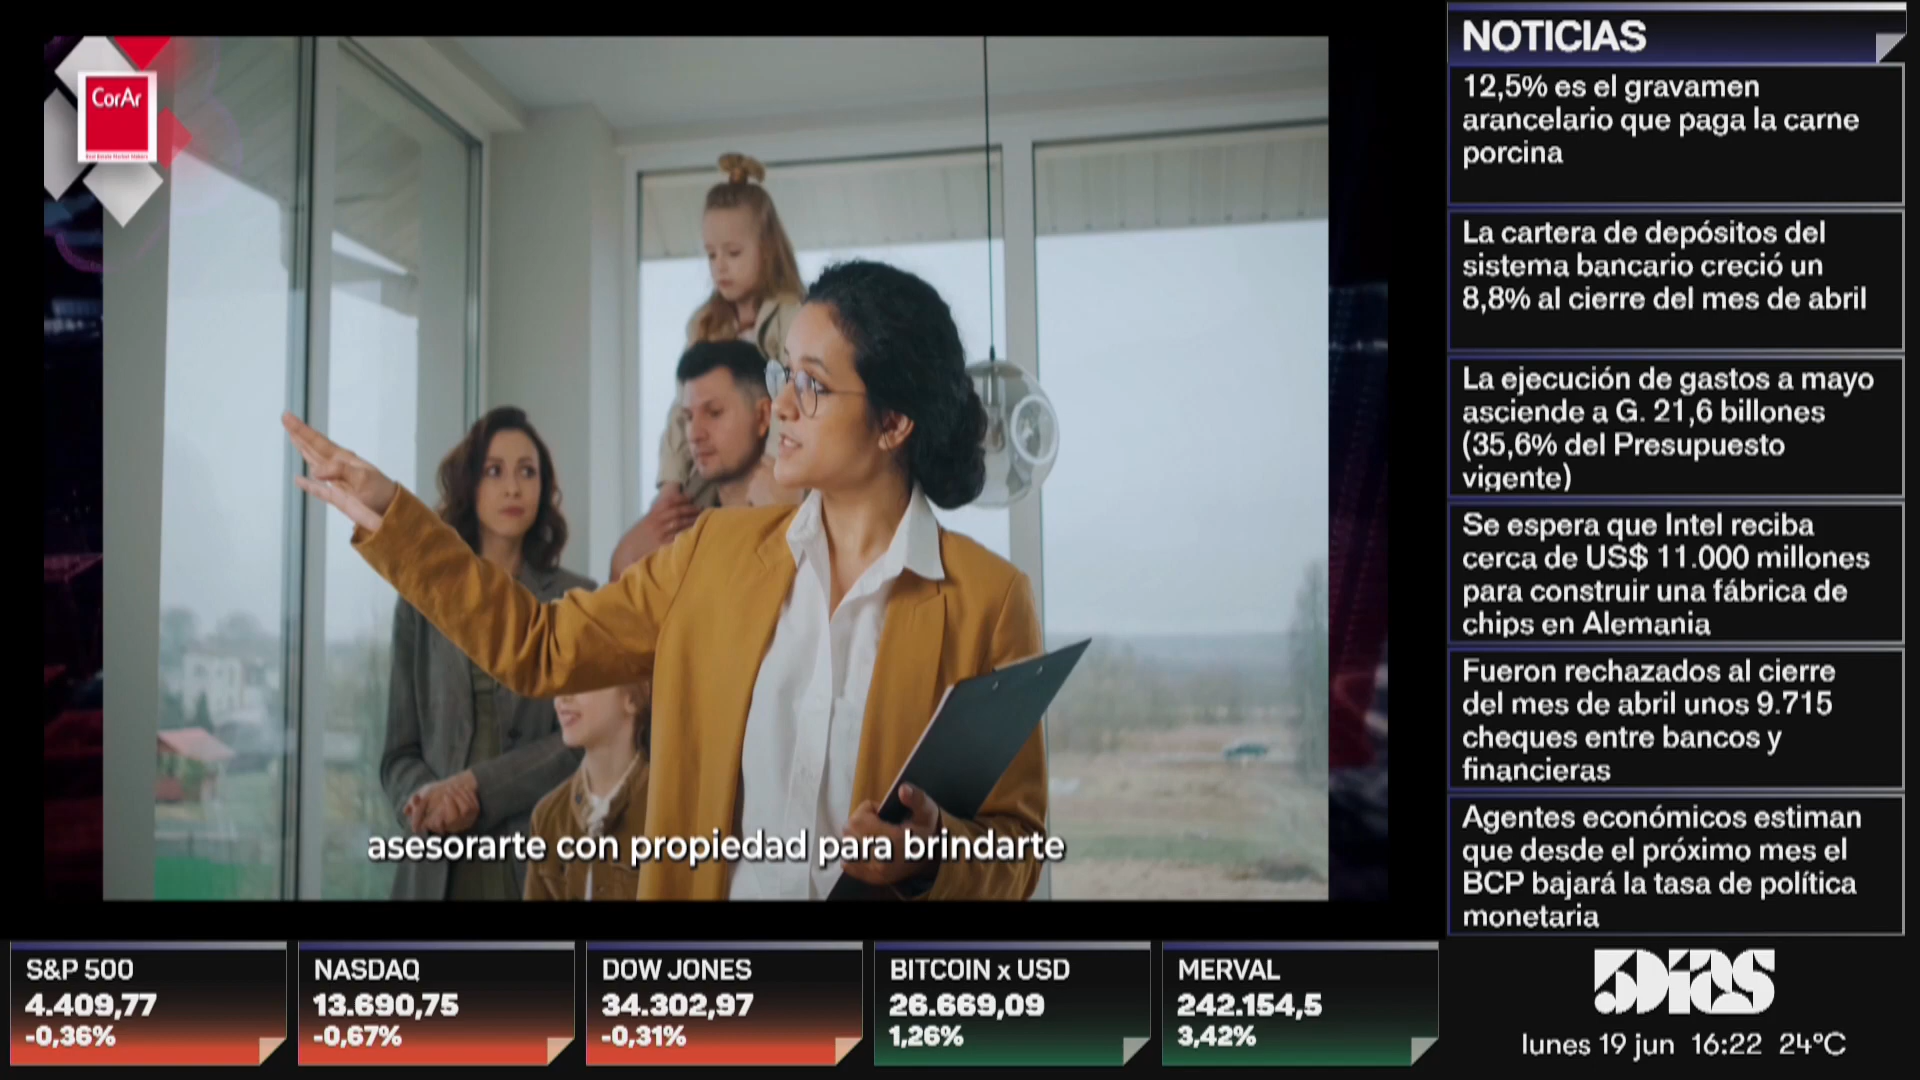 CorAr
Real Estate Market Makers
asesorarte con propiedad para brindarte
NOTICIAS
12,5% es el gravamen
arancelario que paga la carne
porcina
La cartera de depósitos del
sistema bancario creció un
8,8% al cierre del mes de abril
La ejecución de gastos a mayo
asciende a G. 21,6 billones
(35,6% del Presupuesto
vigente)
Se espera que Intel reciba
cerca de US$ 11.000 millones
para construir una fábrica de
chips en Alemania
Fueron rechazados al cierre
del mes de abril unos 9.715
cheques entre bancos y
financieras
Agentes económicos estiman
que desde el próximo mes el
BCP bajará la tasa de política
monetaria
S&P 500
4.409,77
-0,36%
NASDAQ
13.690,75
-0,67%
DOW JONES
34.302,97
-0,31%
BITCOIN x USD
26.669,09
1,26%
MERVAL
242.154,5
3,42%
5Dias
lunes 19 jun 16:22 24°C